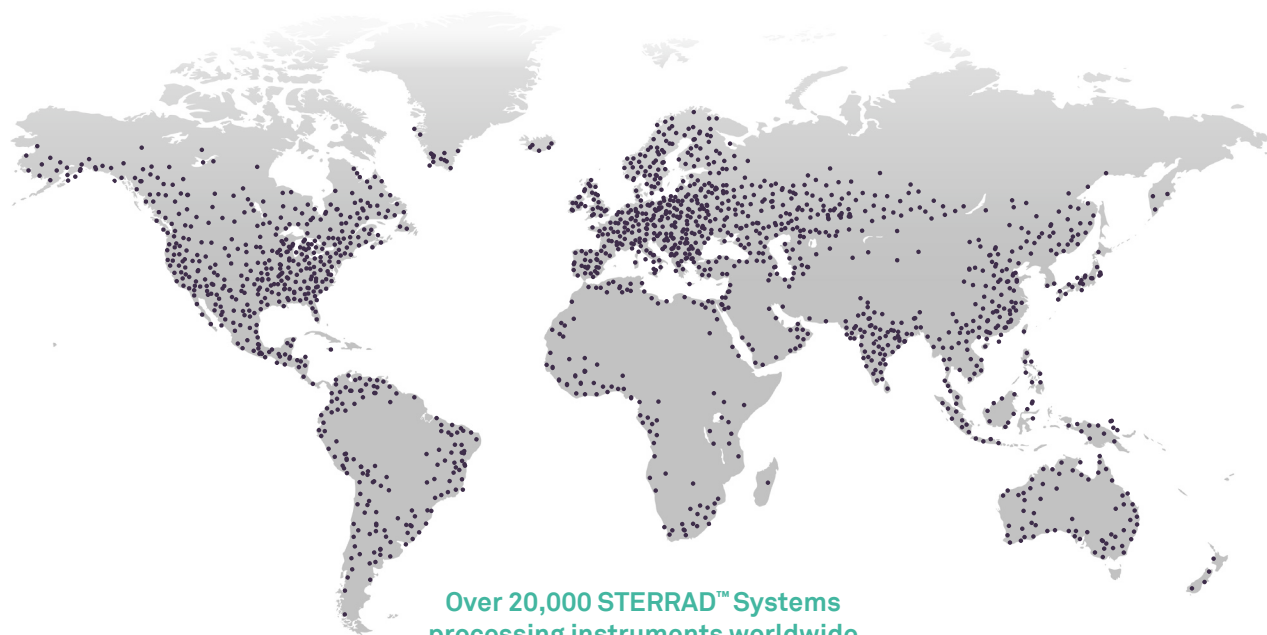 Over 20,000 STERRAD™ Systems
processing instruments worldwide